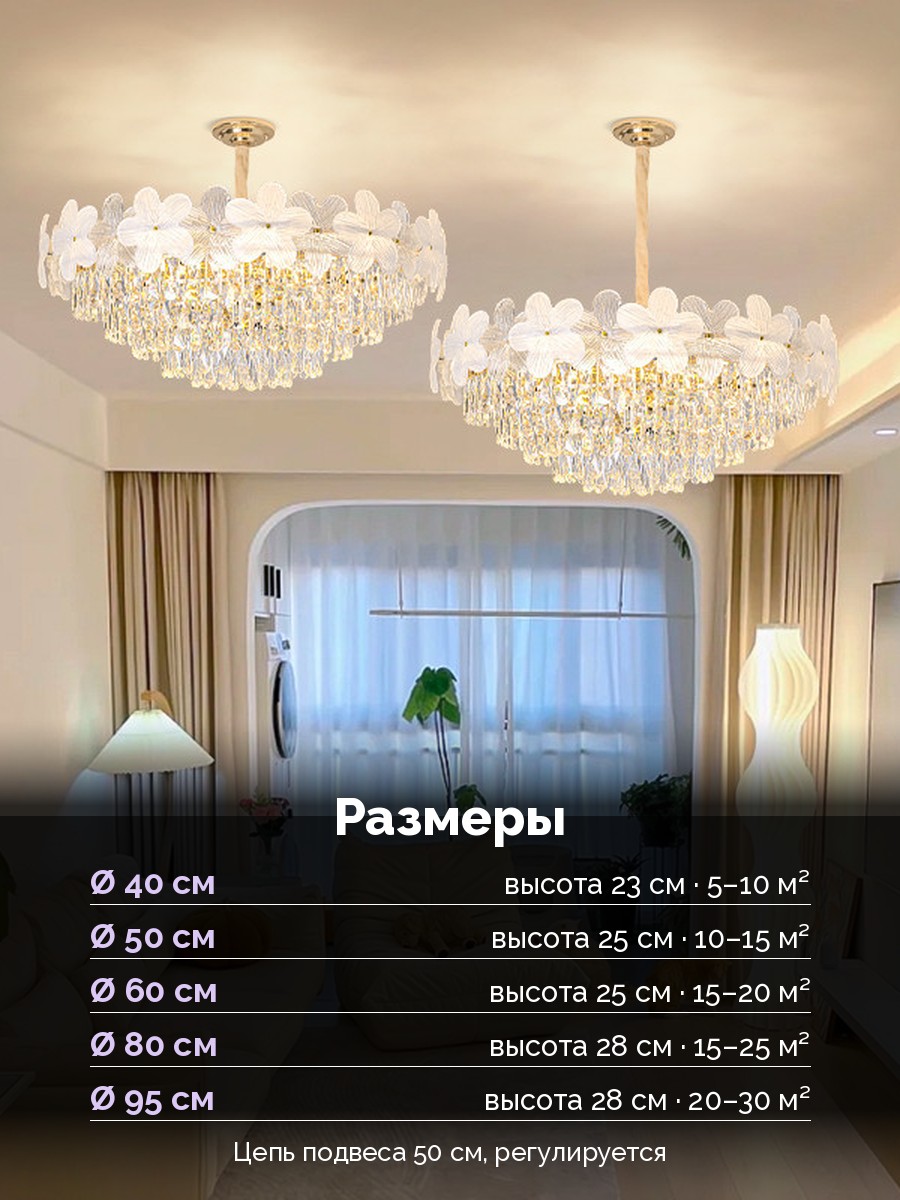 Размеры
Ø 40 см высота 23 см · 5–10 м²
Ø 50 см высота 25 см · 10–15 м²
Ø 60 см высота 25 см · 15–20 м²
Ø 80 см высота 28 см · 15–25 м²
Ø 95 см высота 28 см · 20–30 м²
Цепь подвеса 50 см, регулируется